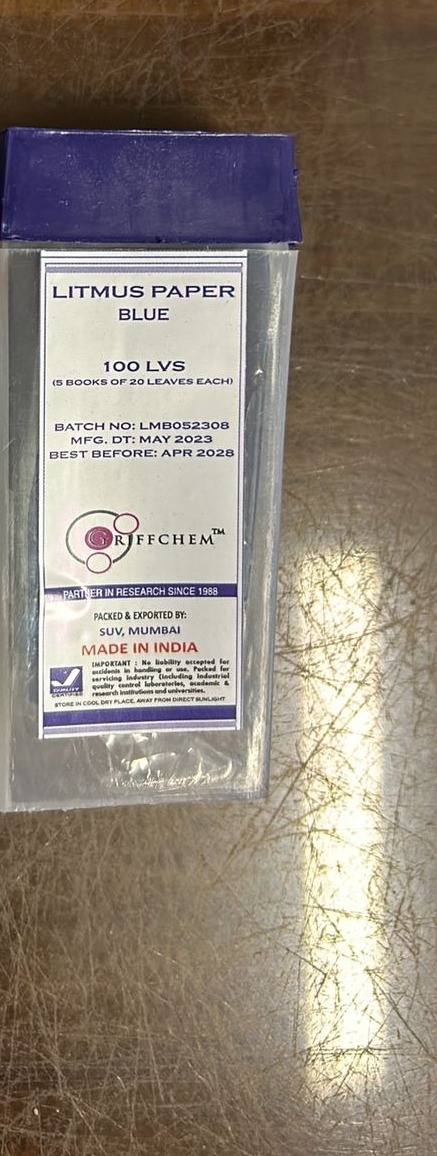 LITMUS PAPER
BLUE
100 LVS
(5 BOOKS OF 20 LEAVES EACH)
BATCH NO: LMB052308
MFG. DT: MAY 2023
BEST BEFORE: APR 2028
GRIFFCHEM™
PARTNER IN RESEARCH SINCE 1988
PACKED & EXPORTED BY:
SUV, MUMBAI
MADE IN INDIA
IMPORTANT : No liability accepted for
accidents in handling or use. Packed for
servicing industry (including industrial
quality control laboratories, academic &
research institutions and universities.
QUALITY
STORE IN COOL DRY PLACE, AWAY FROM DIRECT SUNLIGHT